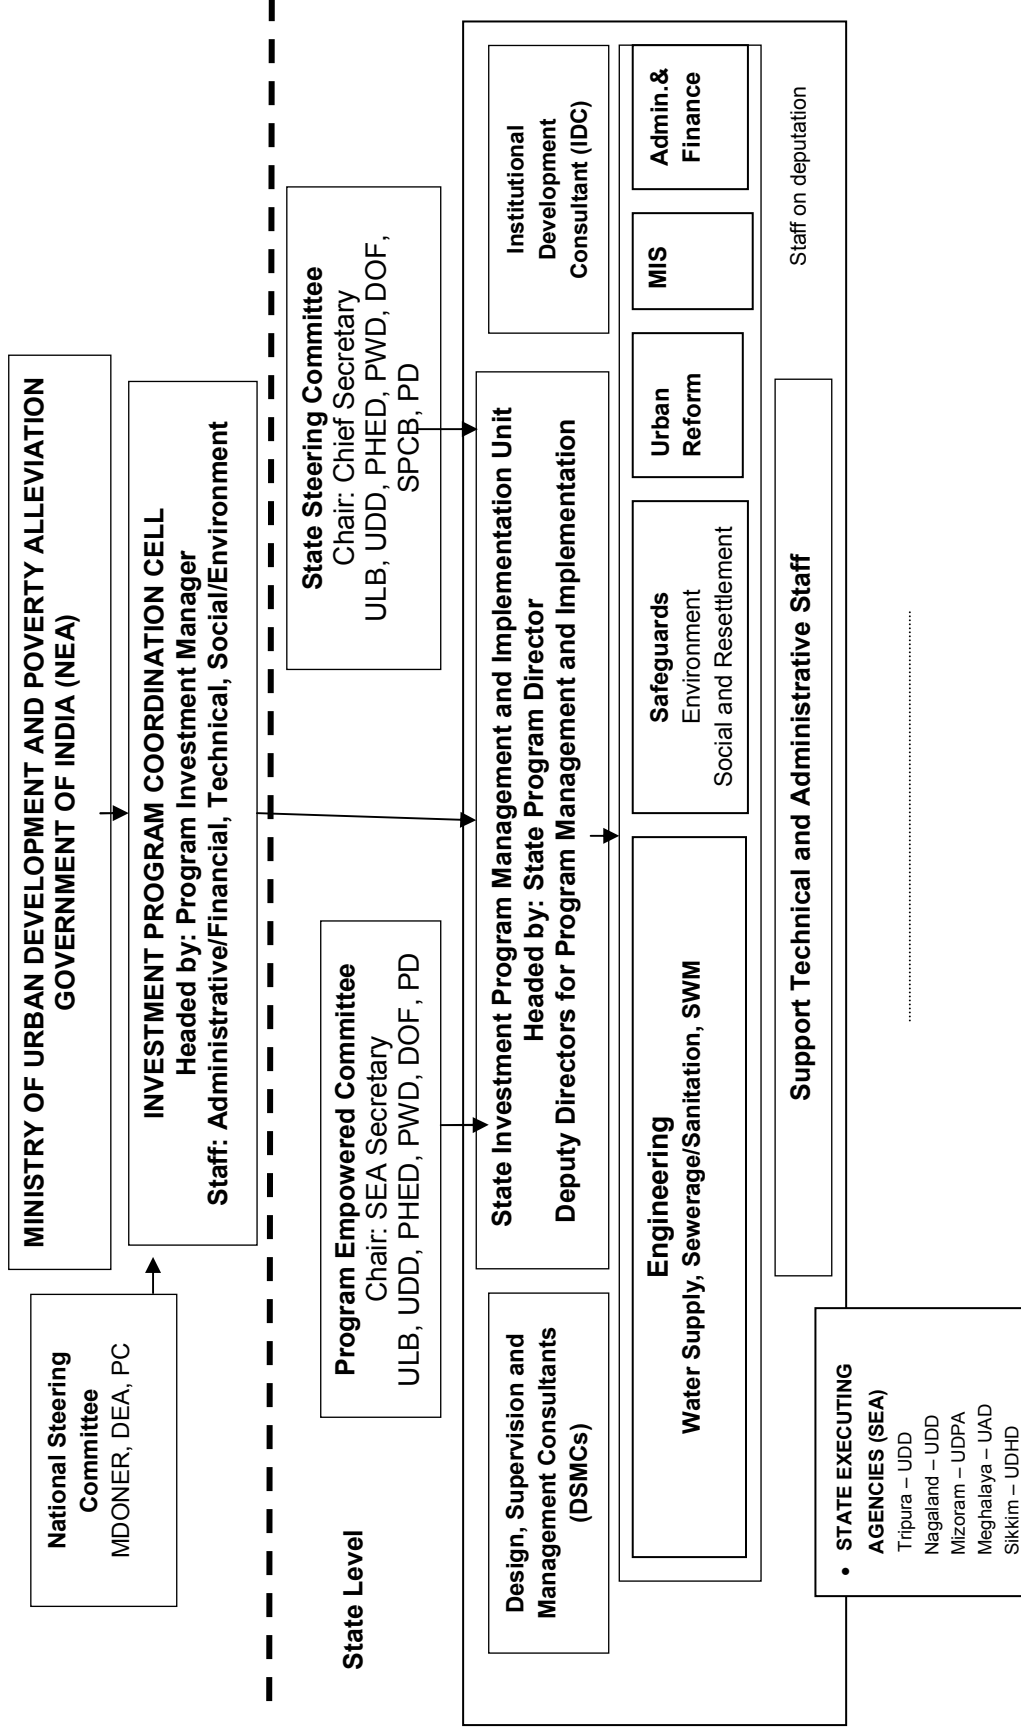 MINISTRY OF URBAN DEVELOPMENT AND POVERTY ALLEVIATION
GOVERNMENT OF INDIA (NEA)
National Steering
Committee
MDONER, DEA, PC
INVESTMENT PROGRAM COORDINATION CELL
Headed by: Program Investment Manager
Staff: Administrative/Financial, Technical, Social/Environment
State Level
Program Empowered Committee
Chair: SEA Secretary
ULB, UDD, PHED, PWD, DOF, PD
State Steering Committee
Chair: Chief Secretary
ULB, UDD, PHED, PWD, DOF,
SPCB, PD
Design, Supervision and
Management Consultants
(DSMCs)
State Investment Program Management and Implementation Unit
Headed by: State Program Director
Deputy Directors for Program Management and Implementation
Institutional
Development
Consultant (IDC)
Engineering
Water Supply, Sewerage/Sanitation, SWM
Safeguards
Environment
Social and Resettlement
Urban
Reform
MIS
Admin.&
Finance
Support Technical and Administrative Staff
Staff on deputation
• STATE EXECUTING
AGENCIES (SEA)
Tripura – UDD
Nagaland – UDD
Mizoram – UDPA
Meghalaya – UAD
Sikkim – UDHD